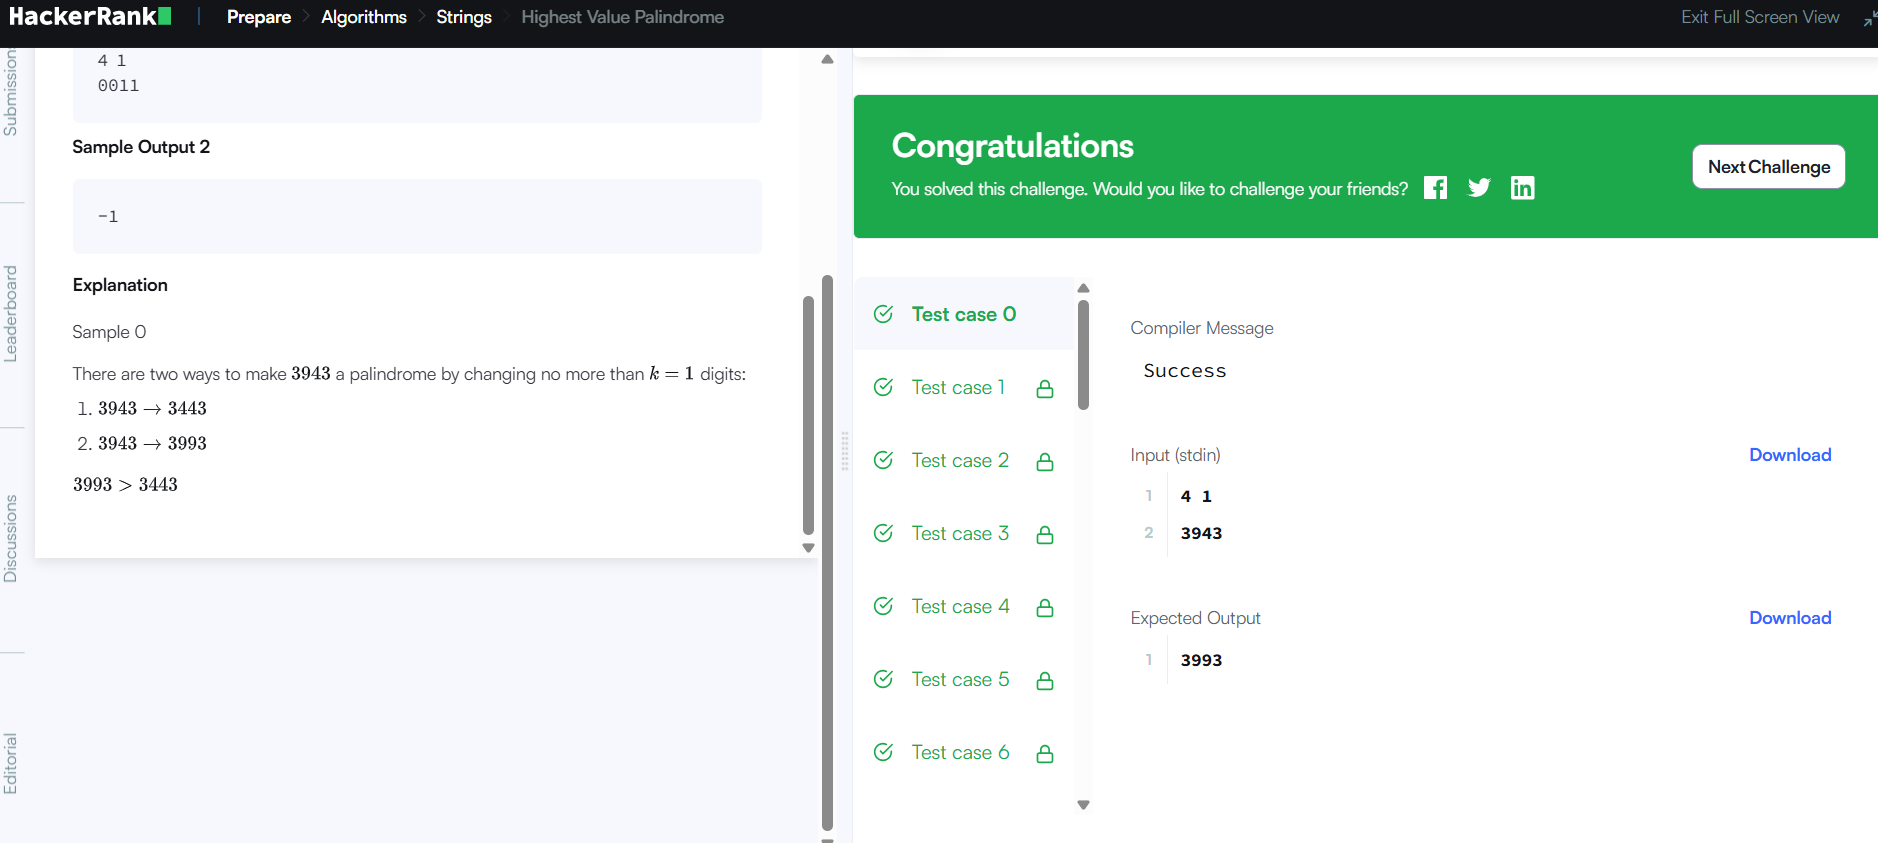 HackerRank
Prepare
Algorithms
Strings
Highest Value Palindrome
Exit Full Screen View
Submissions
Leaderboard
Discussions
Editorial
4 1
0011
Sample Output 2
-1
Explanation
Sample 0
There are two ways to make 3943 a palindrome by changing no more than k = 1 digits:
1. 3943 → 3443
2. 3943 → 3993
3993 > 3443
Congratulations
You solved this challenge. Would you like to challenge your friends?
Next Challenge
Test case 0
Test case 1
Test case 2
Test case 3
Test case 4
Test case 5
Test case 6
Compiler Message
Success
Input (stdin)
Download
1 4 1
2 3943
Expected Output
Download
1 3993